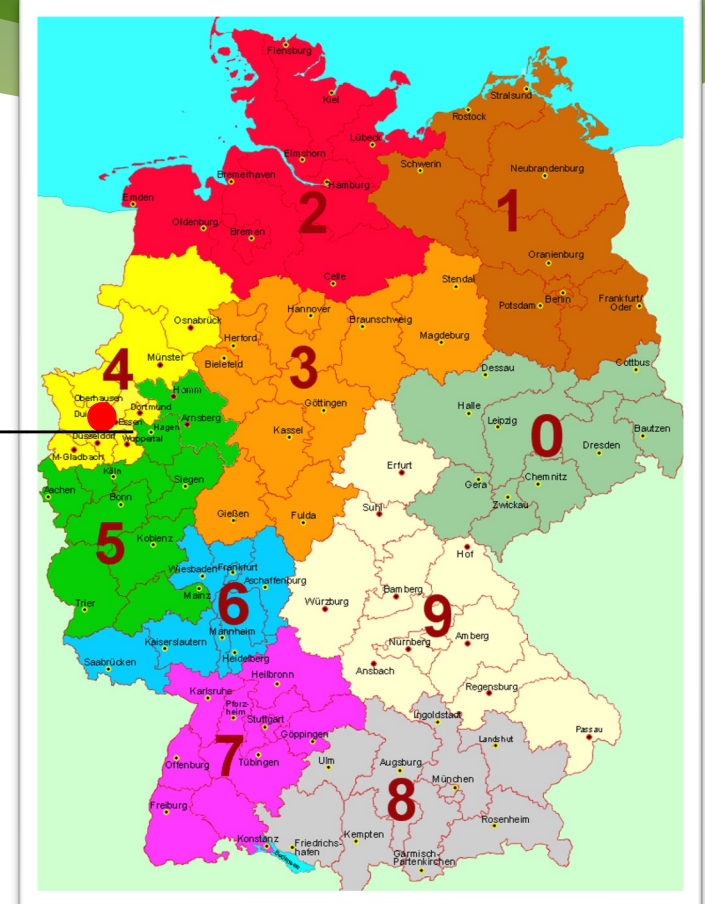 Flensburg
Kiel
Stralsund
Rostock
Lübeck
Elmshorn
Schwerin
Neubrandenburg
Bremerhaven
Hamburg
Emden
2
1
Oldenburg
Bremen
Oranienburg
Celle
Stendal
Berlin
Potsdam
Frankfurt/
Oder
Hannover
Braunschweig
Osnabrück
Magdeburg
Herford
Münster
Bielefeld
4
3
Dessau
Cottbus
Hamm
Oberhausen
Göttingen
Dortmund
Halle
Du
Essen
Arnsberg
Leipzig
Hagen
Kassel
0
Bautzen
Düsseldorf
Wuppertal
Dresden
M-Gladbach
Erfurt
Köln
Chemnitz
Siegen
Gera
Aachen
Bonn
Zwickau
Suhl
Gießen
Fulda
5
Koblenz
Hof
Wiesbaden
Frankfurt
Aschaffenburg
Mainz
Bamberg
Trier
6
Würzburg
9
Mannheim
Kaiserslautern
Nürnberg
Amberg
Saabrücken
Heidelberg
Ansbach
Heilbronn
Karlsruhe
Regensburg
Pforz-
heim
Stuttgart
Ingolstadt
Göppingen
Landshut
Passau
7
Offenburg
Tübingen
Ulm
Augsburg
München
8
Freiburg
Rosenheim
Konstanz
Friedrichs-
hafen
Kempten
Garmisch-
Partenkirchen